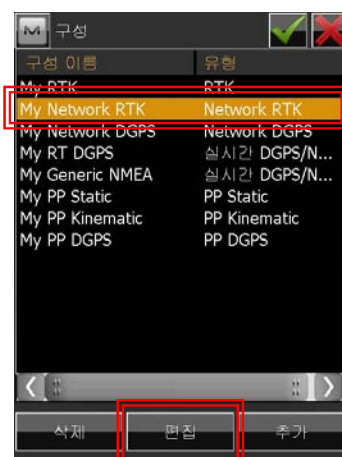 구성
구성 이름 유형
My RTK RTK
My Network RTK Network RTK
My Network DGPS Network DGPS
My RT DGPS 실시간 DGPS/N...
My Generic NMEA 실시간 DGPS/N...
My PP Static PP Static
My PP Kinematic PP Kinematic
My PP DGPS PP DGPS
삭제 편집 추가